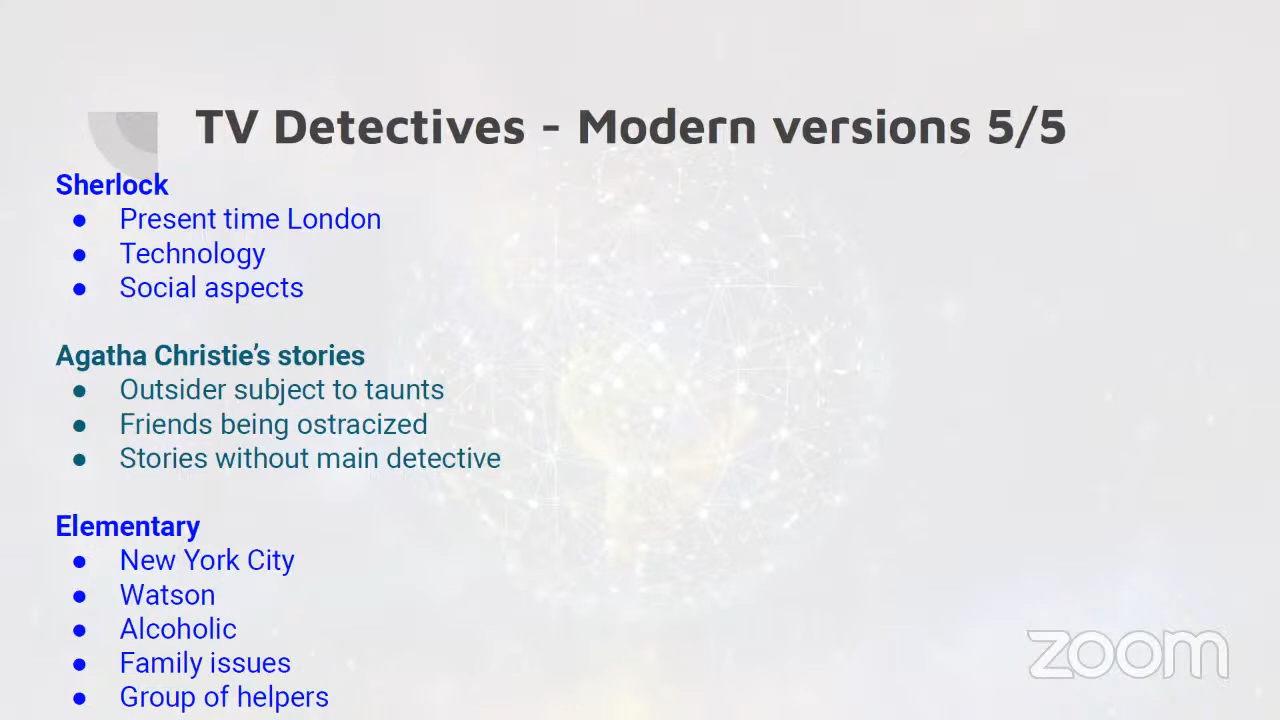 TV Detectives - Modern versions 5/5
Sherlock
● Present time London
● Technology
● Social aspects
Agatha Christie’s stories
● Outsider subject to taunts
● Friends being ostracized
● Stories without main detective
Elementary
● New York City
● Watson
● Alcoholic
● Family issues
● Group of helpers
zoom